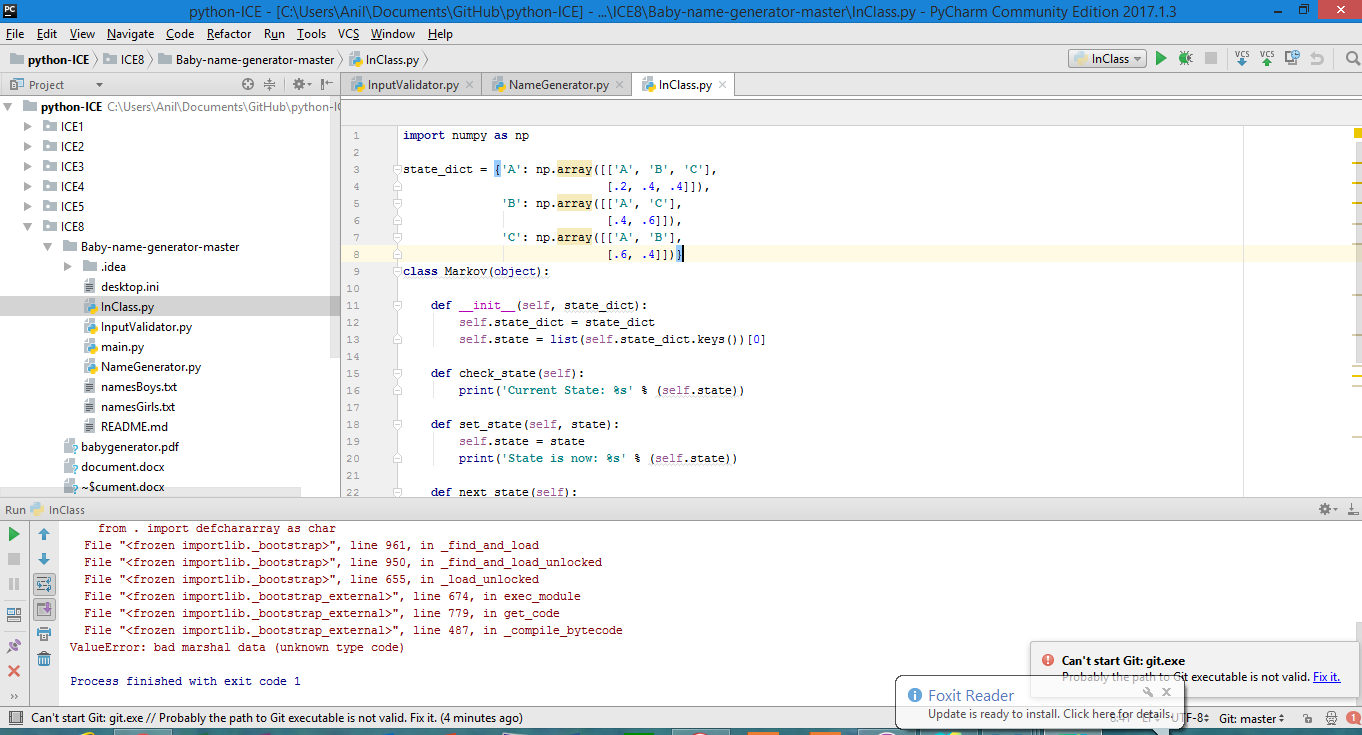 python-ICE - [C:\Users\Anil\Documents\GitHub\python-ICE] - ...\ICE8\Baby-name-generator-master\InClass.py - PyCharm Community Edition 2017.1.3
File Edit View Navigate Code Refactor Run Tools VCS Window Help
python-ICE ICE8 Baby-name-generator-master InClass.py
InClass VCS VCS
Project
InputValidator.py NameGenerator.py InClass.py
python-ICE C:\Users\Anil\Documents\GitHub\python-I
ICE1
ICE2
ICE3
ICE4
ICE5
ICE8
Baby-name-generator-master
.idea
desktop.ini
InClass.py
InputValidator.py
main.py
NameGenerator.py
namesBoys.txt
namesGirls.txt
README.md
babygenerator.pdf
document.docx
~$cument.docx
1 import numpy as np
2
3 state_dict = {'A': np.array([['A', 'B', 'C'],
4 [.2, .4, .4]]),
5 'B': np.array([['A', 'C'],
6 [.4, .6]]),
7 'C': np.array([['A', 'B'],
8 [.6, .4]])}
9 class Markov(object):
10
11 def __init__(self, state_dict):
12 self.state_dict = state_dict
13 self.state = list(self.state_dict.keys())[0]
14
15 def check_state(self):
16 print('Current State: %s' % (self.state))
17
18 def set_state(self, state):
19 self.state = state
20 print('State is now: %s' % (self.state))
21
22 def next_state(self):
Run InClass
from . import defchararray as char
File "<frozen importlib._bootstrap>", line 961, in _find_and_load
File "<frozen importlib._bootstrap>", line 950, in _find_and_load_unlocked
File "<frozen importlib._bootstrap>", line 655, in _load_unlocked
File "<frozen importlib._bootstrap_external>", line 674, in exec_module
File "<frozen importlib._bootstrap_external>", line 779, in get_code
File "<frozen importlib._bootstrap_external>", line 487, in _compile_bytecode
ValueError: bad marshal data (unknown type code)
Process finished with exit code 1
Can't start Git: git.exe
Probably the path to Git executable is not valid. Fix it.
Foxit Reader
Update is ready to install. Click here for details.
Can't start Git: git.exe // Probably the path to Git executable is not valid. Fix it. (4 minutes ago)
UTF-8 Git: master 1